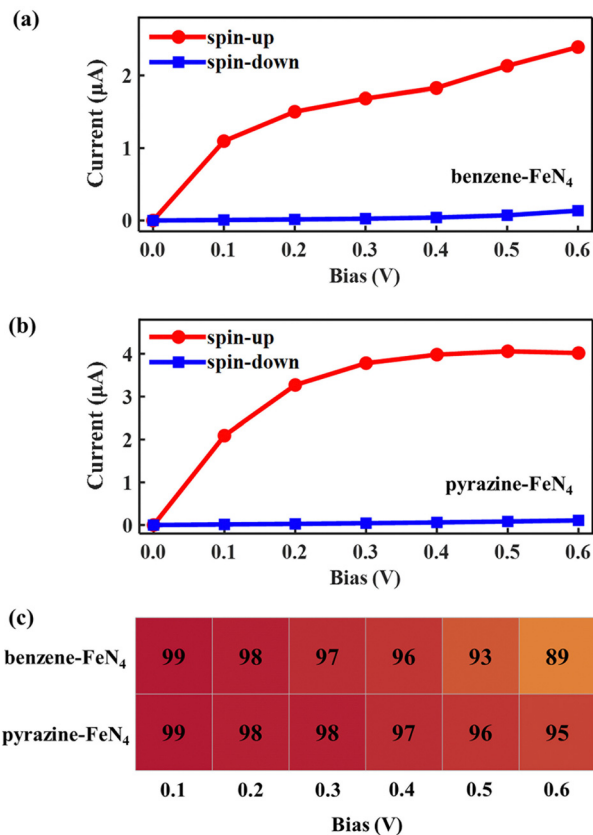 (a)
spin-up
spin-down
Current (μA)
2
1
0
benzene-FeN₄
0.0 0.1 0.2 0.3 0.4 0.5 0.6
Bias (V)
(b)
spin-up
spin-down
Current (μA)
4
3
2
1
0
pyrazine-FeN₄
0.0 0.1 0.2 0.3 0.4 0.5 0.6
Bias (V)
(c)
benzene-FeN₄ 99 98 97 96 93 89
pyrazine-FeN₄ 99 98 98 97 96 95
0.1 0.2 0.3 0.4 0.5 0.6
Bias (V)